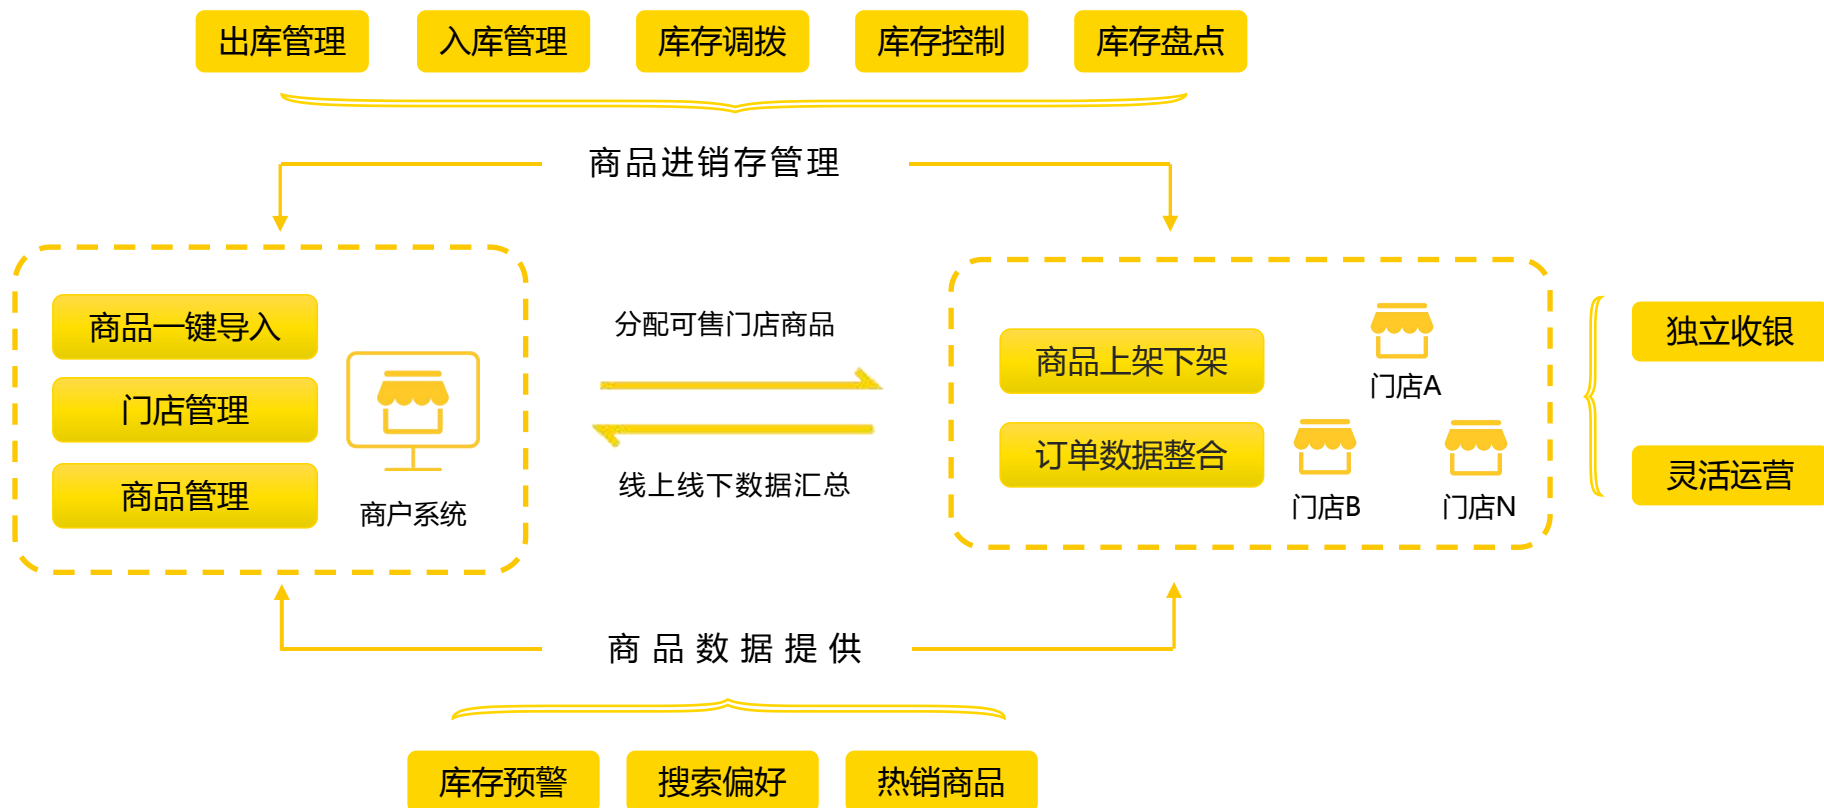 出库管理
入库管理
库存调拨
库存控制
库存盘点
商品进销存管理
商品一键导入
门店管理
商品管理
商户系统
分配可售门店商品
线上线下数据汇总
商品上架下架
订单数据整合
门店A
门店B
门店N
独立收银
灵活运营
商品数据提供
库存预警
搜索偏好
热销商品